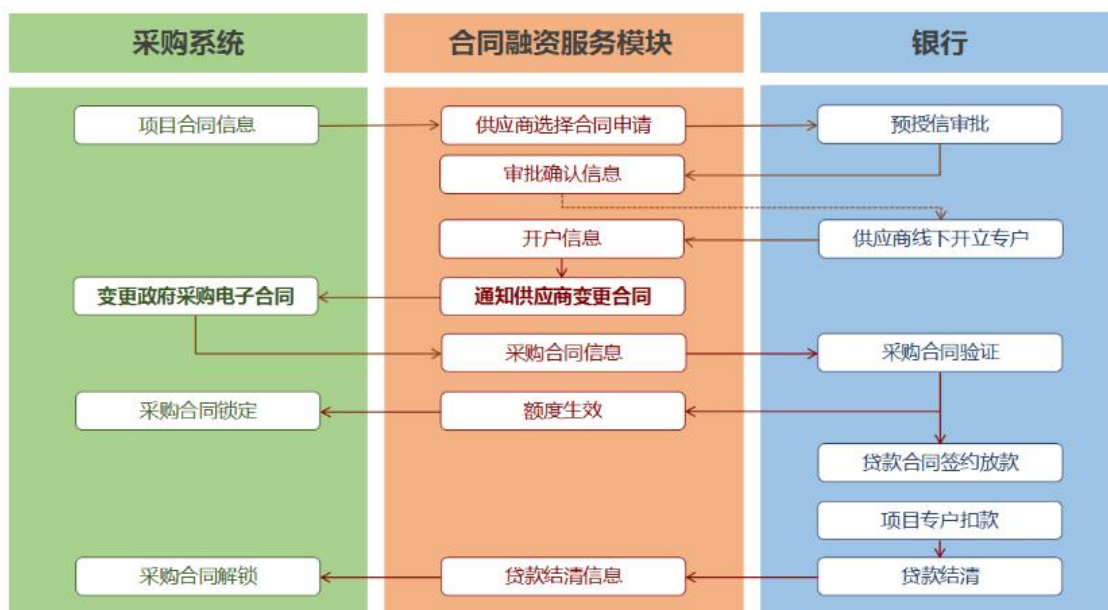 采购系统
合同融资服务模块
银行
项目合同信息
供应商选择合同申请
预授信审批
审批确认信息
开户信息
供应商线下开立专户
变更政府采购电子合同
通知供应商变更合同
采购合同信息
采购合同验证
采购合同锁定
额度生效
贷款合同签约放款
项目专户扣款
采购合同解锁
贷款结清信息
贷款结清